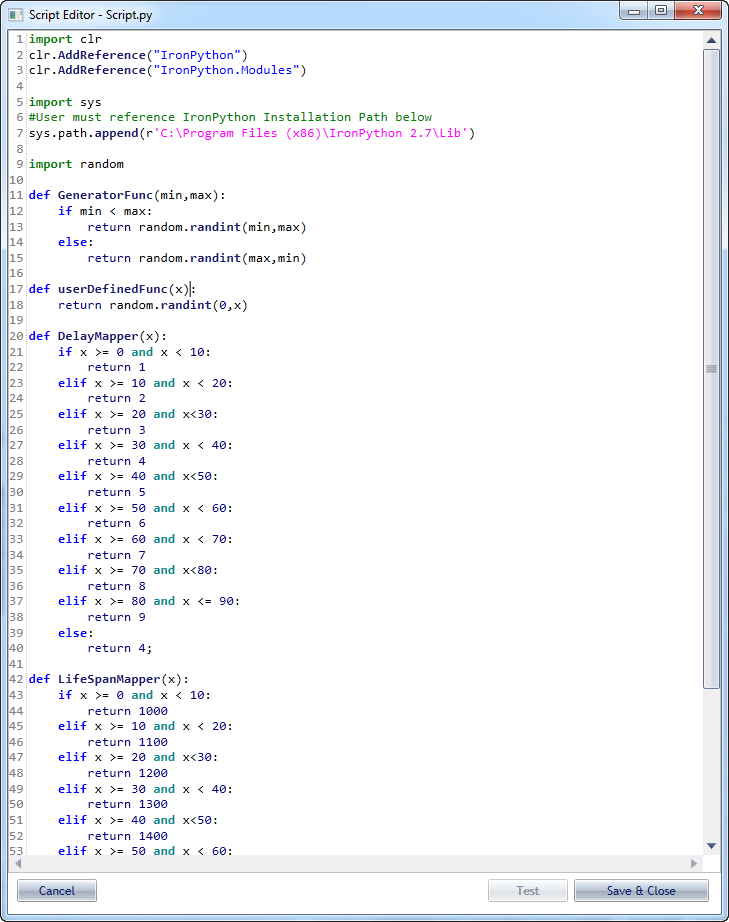 Script Editor - Script.py
1 import clr
2 clr.AddReference("IronPython")
3 clr.AddReference("IronPython.Modules")
4
5 import sys
6 #User must reference IronPython Installation Path below
7 sys.path.append(r'C:\Program Files (x86)\IronPython 2.7\Lib')
8
9 import random
10
11 def GeneratorFunc(min,max):
12     if min < max:
13         return random.randint(min,max)
14     else:
15         return random.randint(max,min)
16
17 def userDefinedFunc(x):
18     return random.randint(0,x)
19
20 def DelayMapper(x):
21     if x >= 0 and x < 10:
22         return 1
23     elif x >= 10 and x < 20:
24         return 2
25     elif x >= 20 and x<30:
26         return 3
27     elif x >= 30 and x < 40:
28         return 4
29     elif x >= 40 and x<50:
30         return 5
31     elif x >= 50 and x < 60:
32         return 6
33     elif x >= 60 and x < 70:
34         return 7
35     elif x >= 70 and x<80:
36         return 8
37     elif x >= 80 and x <= 90:
38         return 9
39     else:
40         return 4;
41
42 def LifeSpanMapper(x):
43     if x >= 0 and x < 10:
44         return 1000
45     elif x >= 10 and x < 20:
46         return 1100
47     elif x >= 20 and x<30:
48         return 1200
49     elif x >= 30 and x < 40:
50         return 1300
51     elif x >= 40 and x<50:
52         return 1400
53     elif x >= 50 and x < 60:
Cancel Test Save & Close